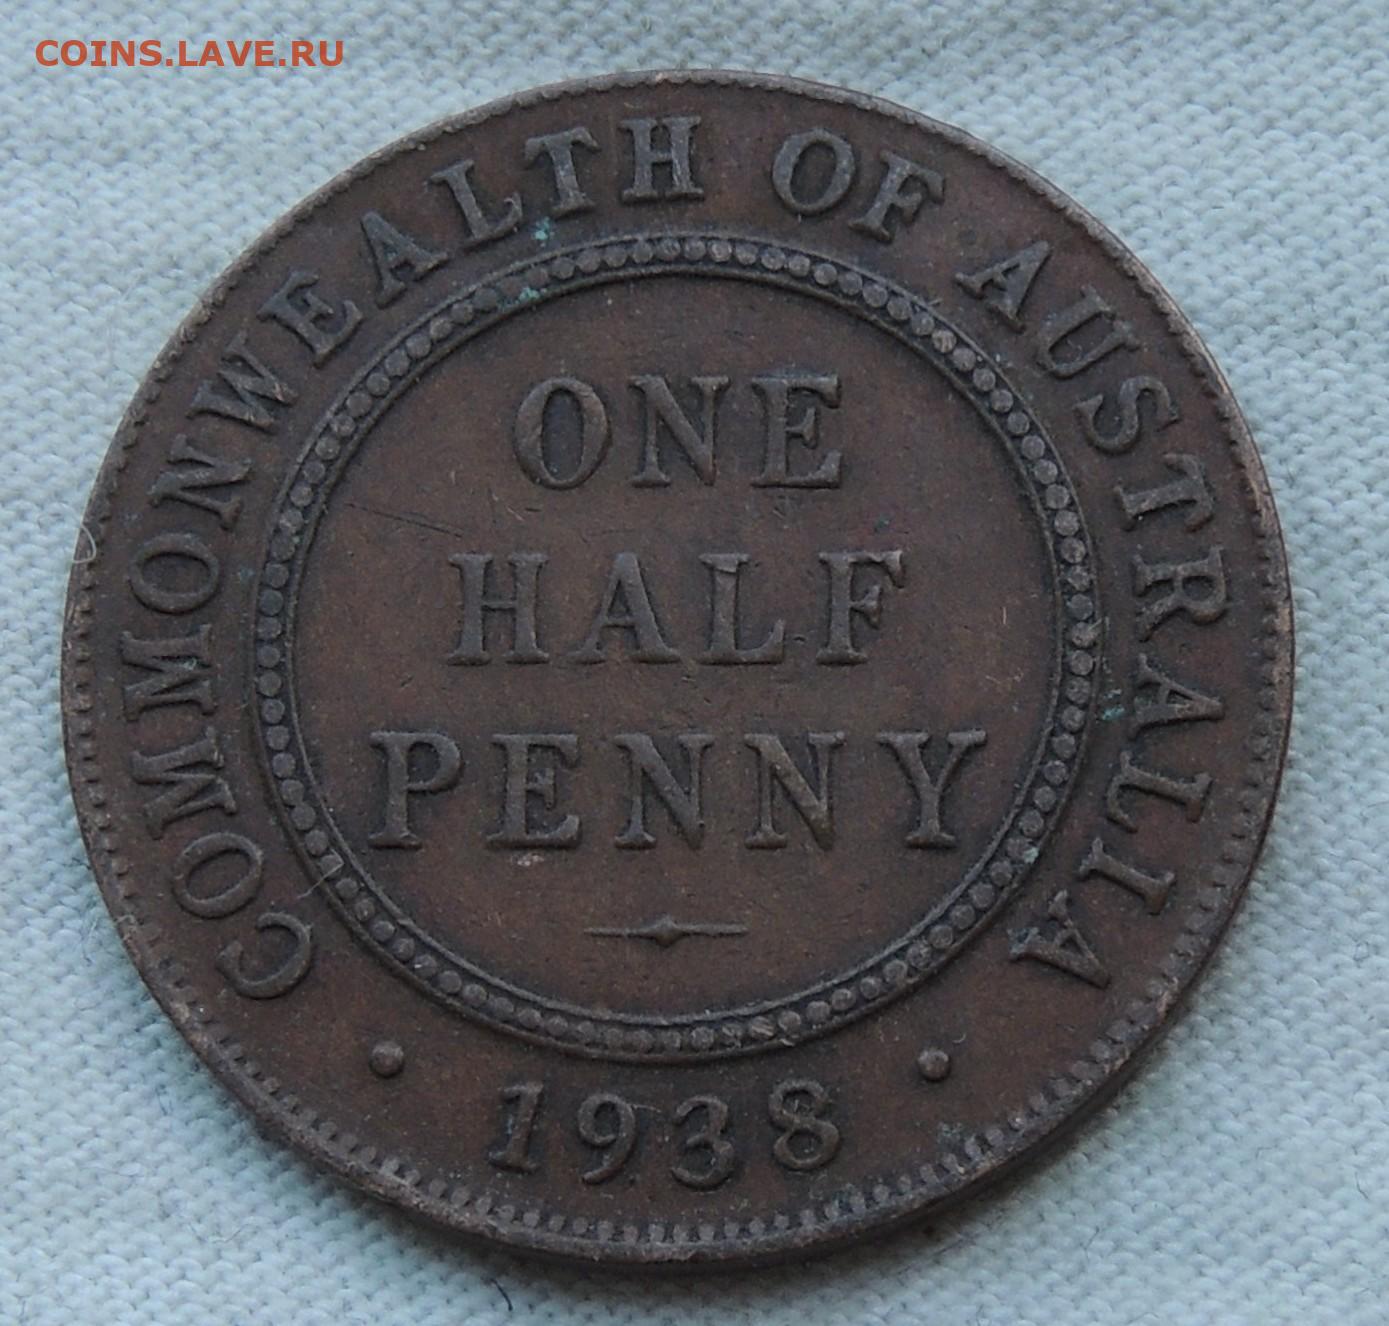 COINS.LAVE.RU
COMMONWEALTH OF AUSTRALIA
ONE
HALF
PENNY
· 1938 ·